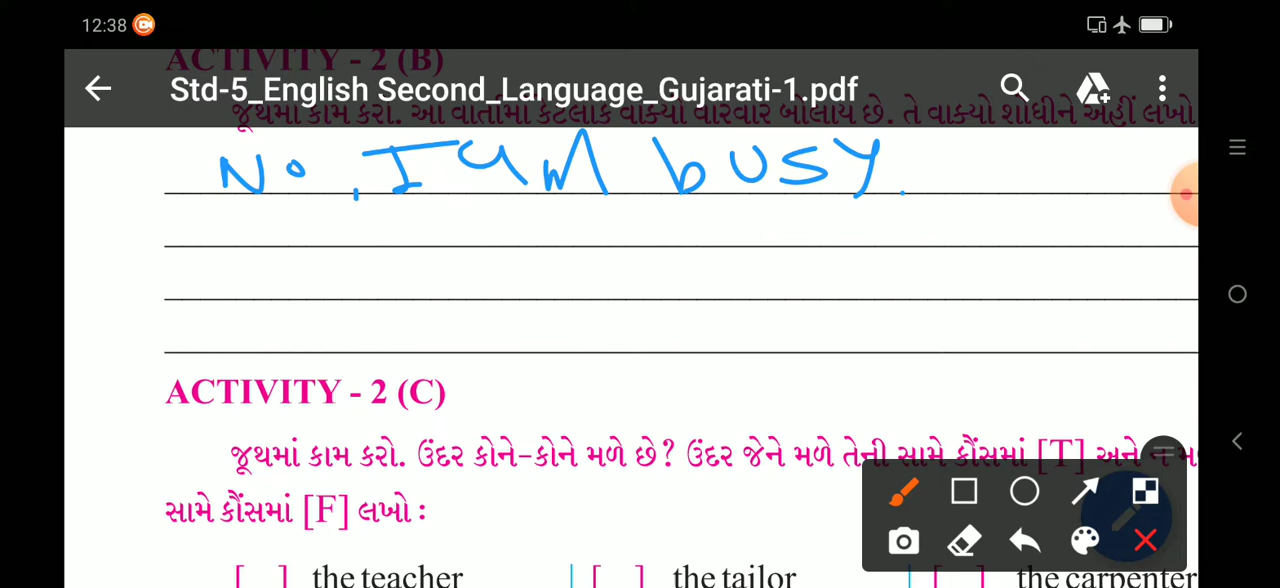 12:38
ACTIVITY - 2 (B)
Std-5_English Second_Language_Gujarati-1.pdf
જૂથમાં કામ કરો. આ વાર્તામાં કેટલાંક વાક્યો વારંવાર બોલાય છે. તે વાક્યો શોધીને અહીં લખો
No, I am busy.
ACTIVITY - 2 (C)
જૂથમાં કામ કરો. ઉંદર કોને-કોને મળે છે? ઉંદર જેને મળે તેની સામે કૌંસમાં [T] અને ન
સામે કૌંસમાં [F] લખો :
[ ] the teacher [ ] the tailor [ ] the carpenter